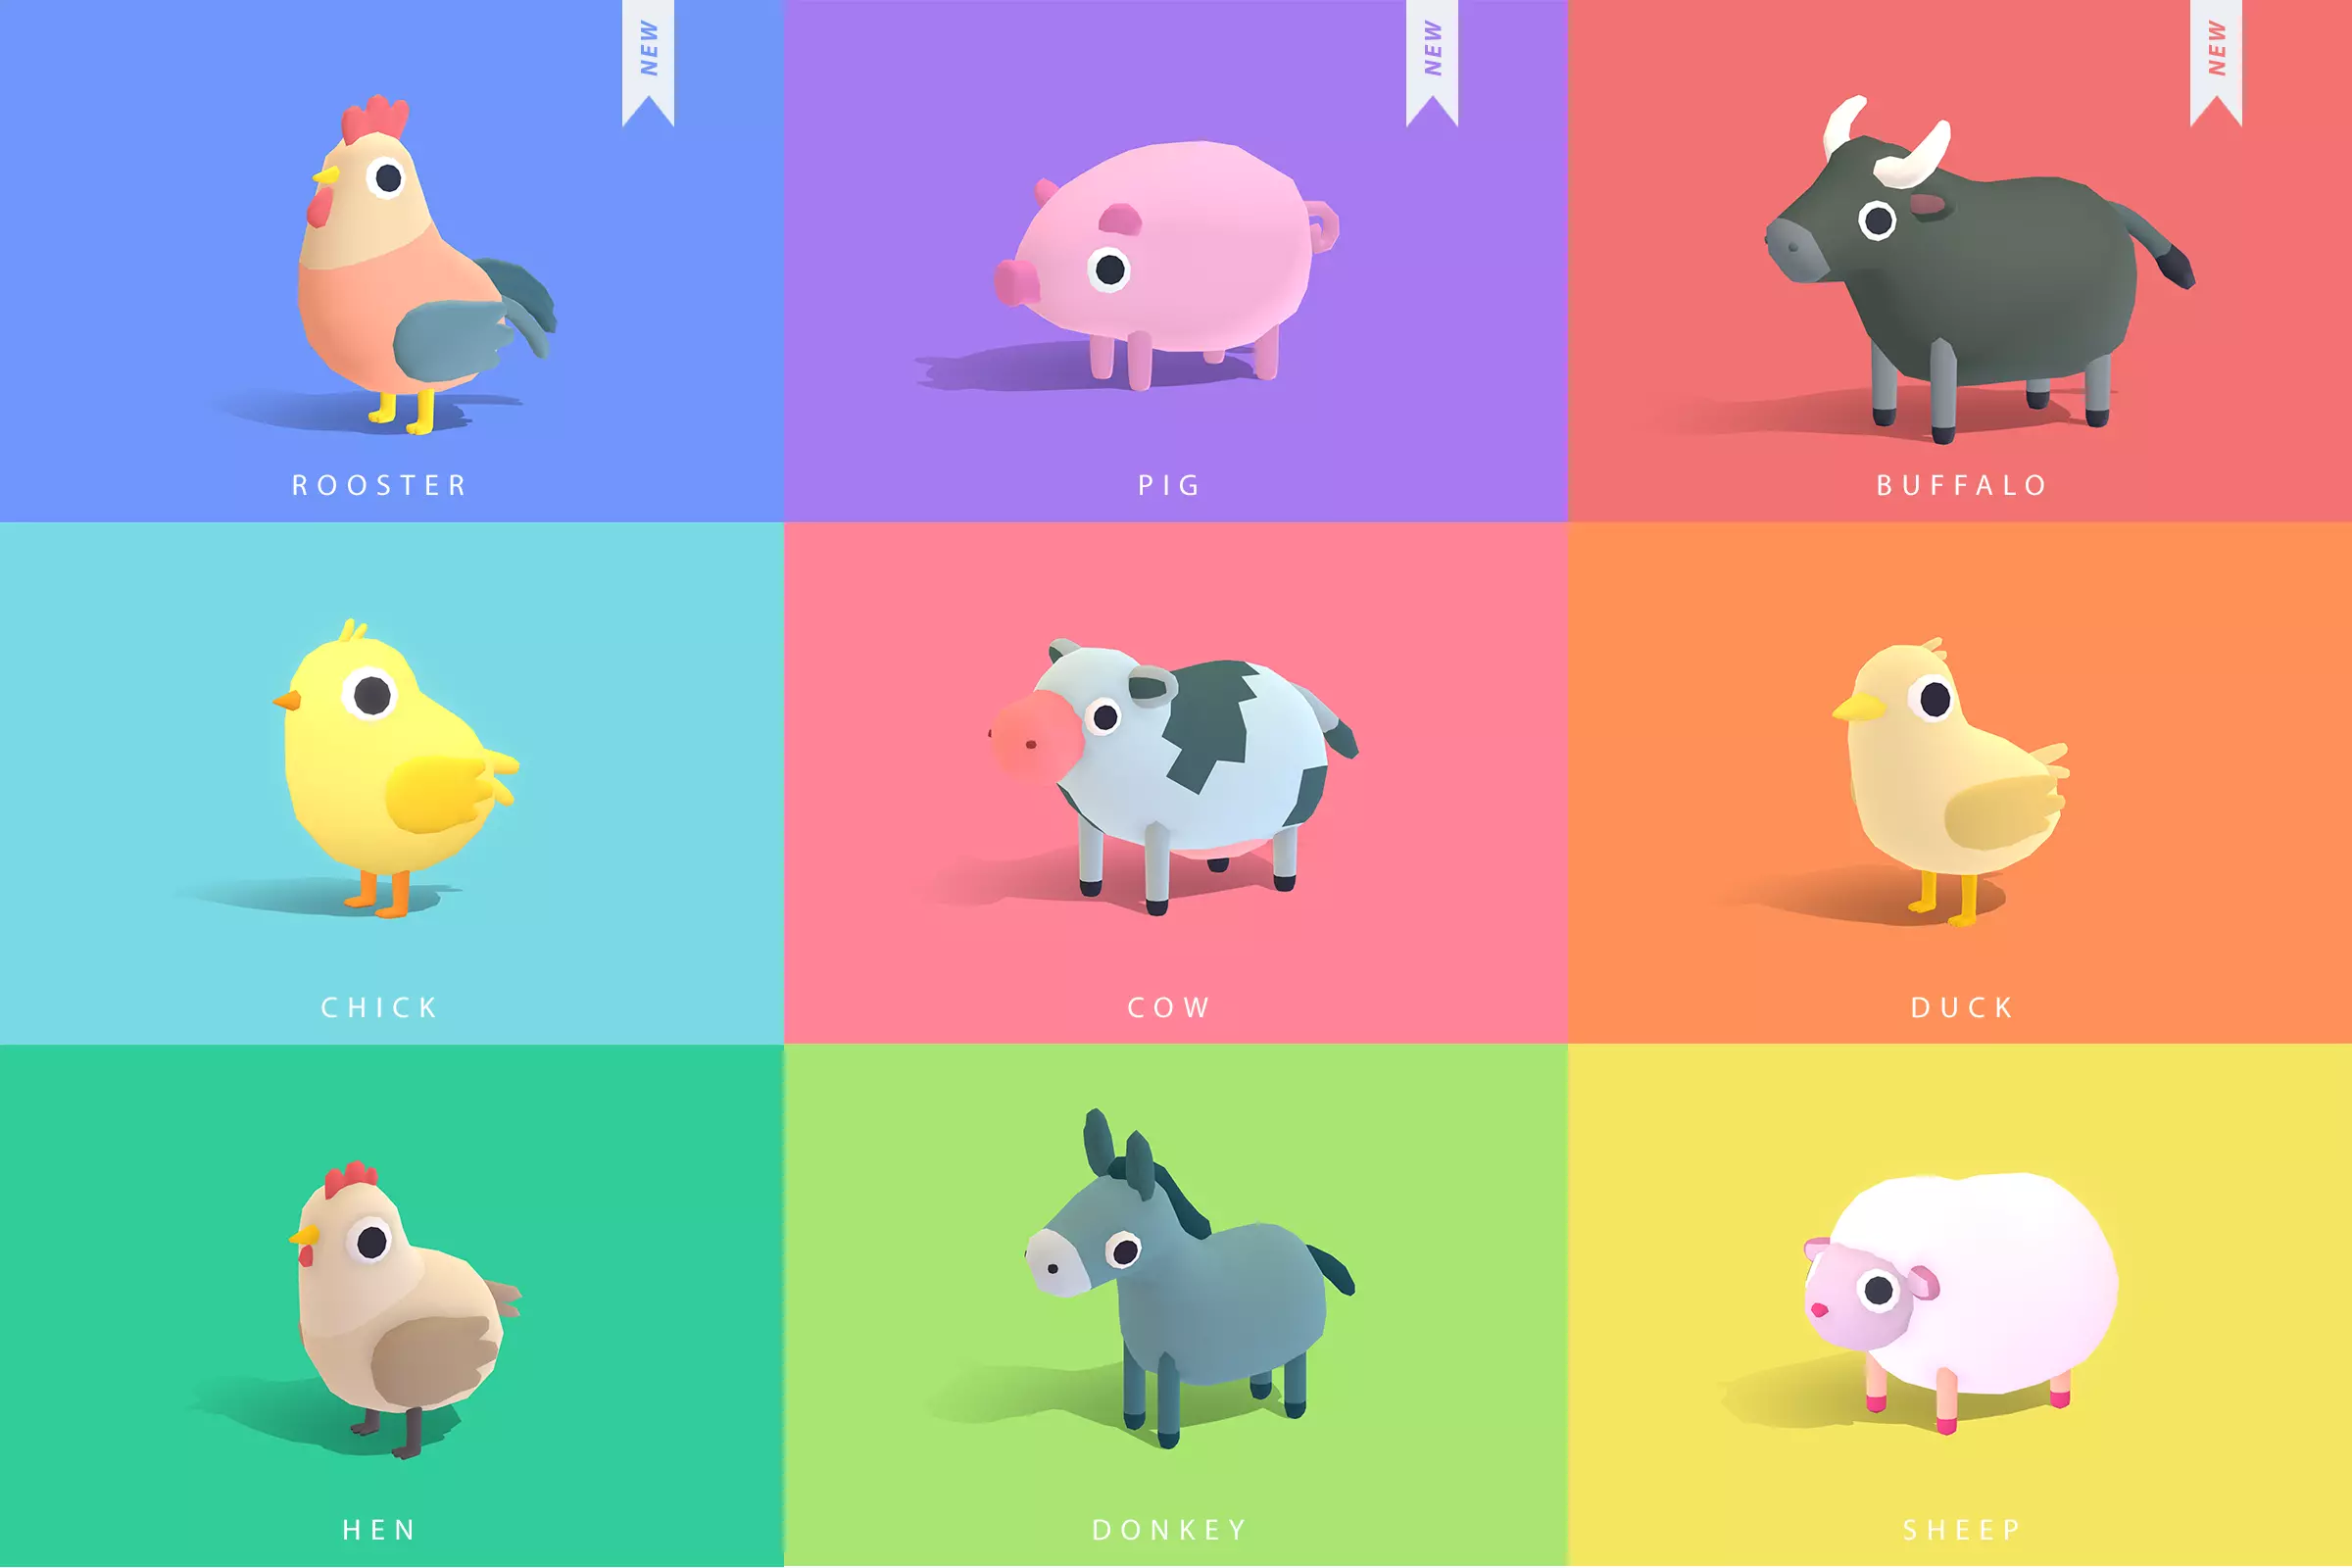 NEW
NEW
NEW
ROOSTER
PIG
BUFFALO
CHICK
COW
DUCK
HEN
DONKEY
SHEEP